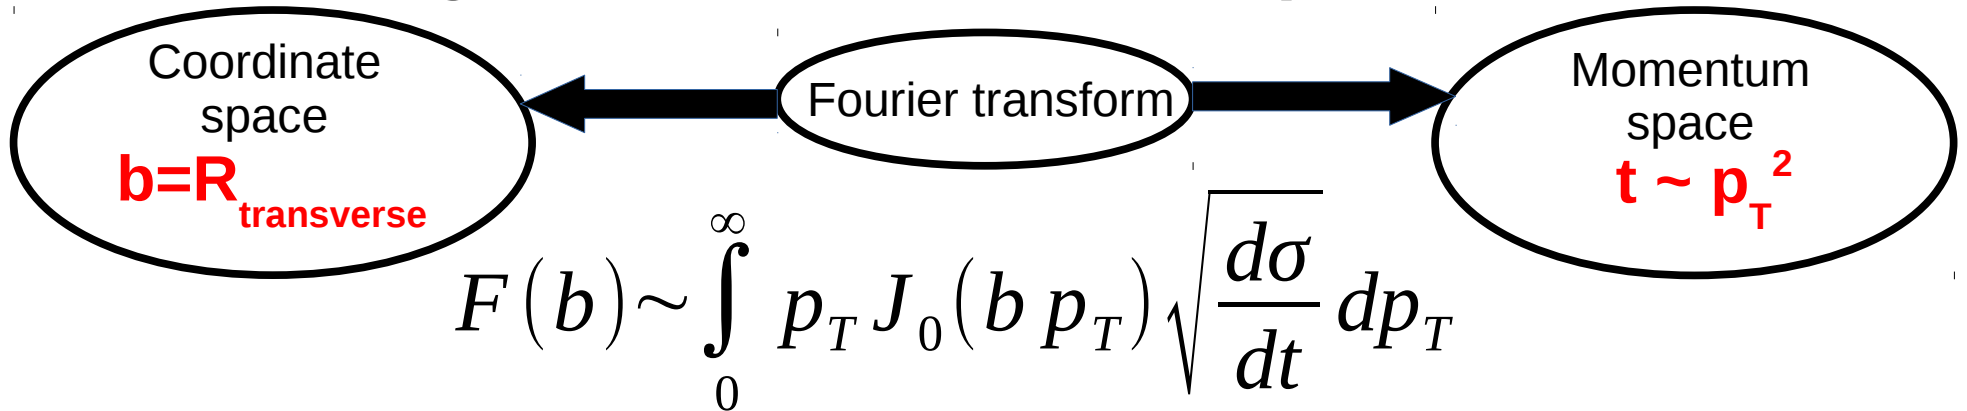 Coordinate
space
b=R_transverse
Fourier transform
Momentum
space
t ~ p_T^2
F(b)~∫_0^∞ p_T J_0(b p_T)√(dσ/dt) dp_T